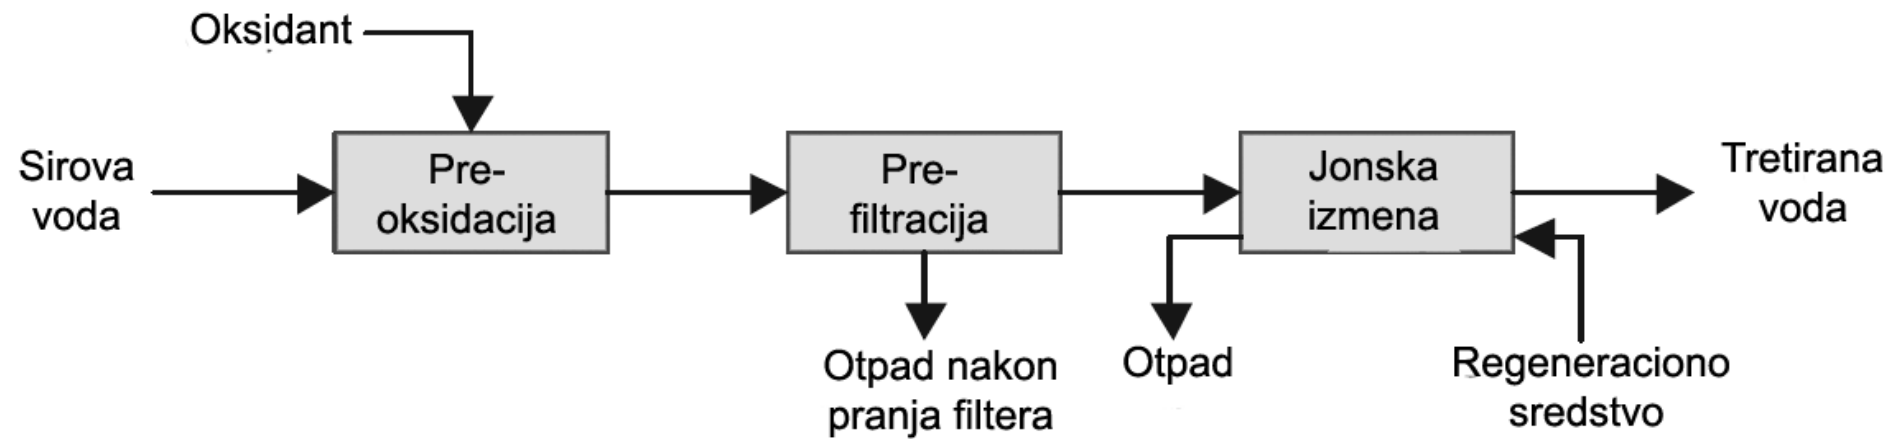 Oksidant
Sirova
voda
Pre-
oksidacija
Pre-
filtracija
Jonska
izmena
Tretirana
voda
Otpad nakon
pranja filtera
Otpad
Regeneraciono
sredstvo